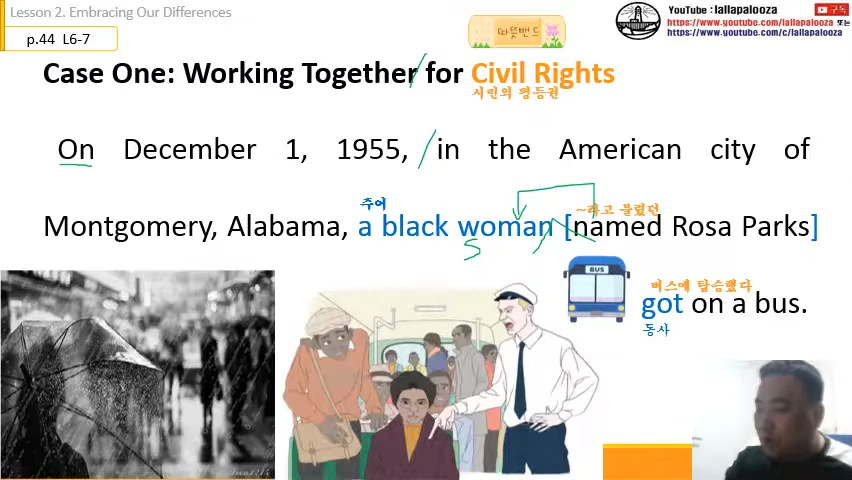 Lesson 2. Embracing Our Differences
p.44 L6-7
따뜻밴드
YouTube : lallapalooza
구독
https://www.youtube.com/lallapalooza 또는
https://www.youtube.com/c/lallapalooza
Case One: Working Together for Civil Rights
시민의 평등권
On December 1, 1955, in the American city of
주어
~라고 불렸던
Montgomery, Alabama, a black woman [named Rosa Parks]
S
BUS
버스에 탑승했다
got on a bus.
동사